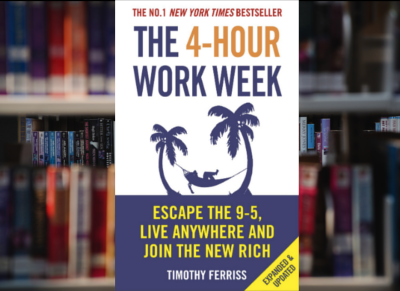 THE NO.1 NEW YORK TIMES BESTSELLER
THE 4-HOUR
WORK WEEK
ESCAPE THE 9-5,
LIVE ANYWHERE AND
JOIN THE NEW RICH
TIMOTHY FERRISS
EXPANDED &
UPDATED